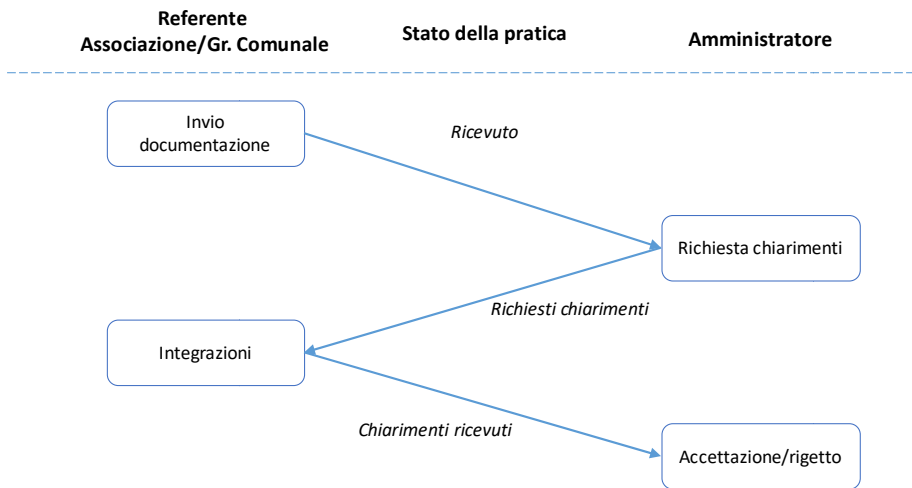 Referente
Associazione/Gr. Comunale
Stato della pratica
Amministratore
Invio
documentazione
Ricevuto
Richiesta chiarimenti
Richiesti chiarimenti
Integrazioni
Chiarimenti ricevuti
Accettazione/rigetto